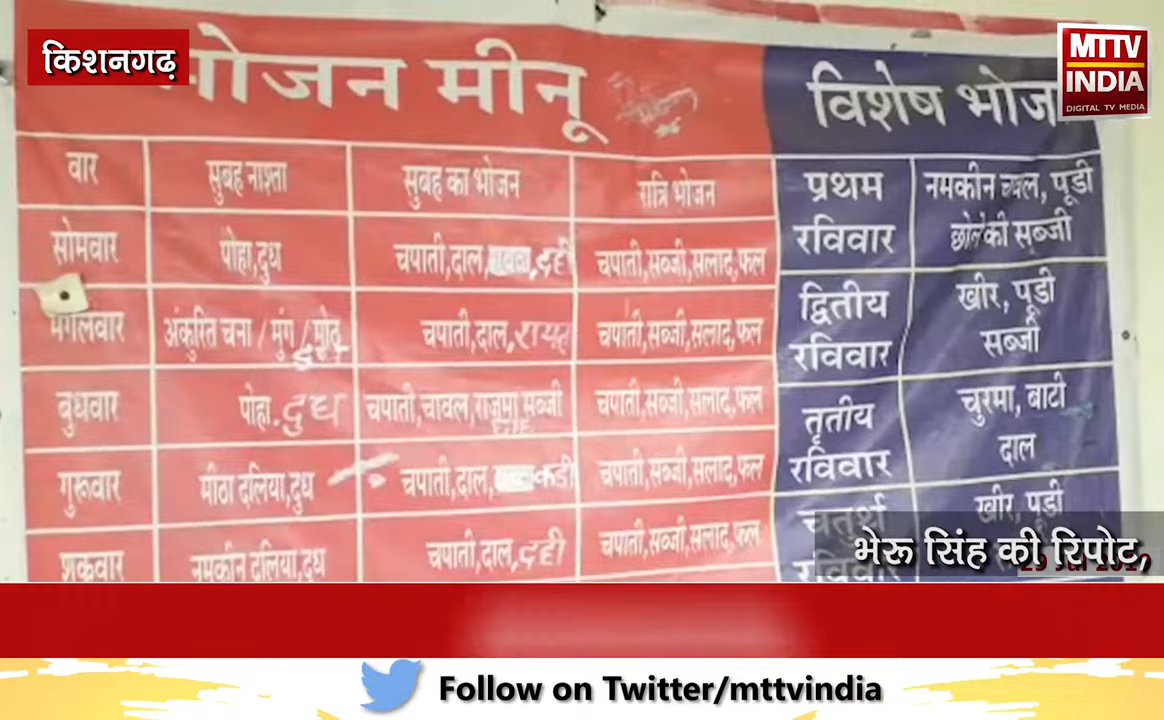 किशनगढ़
MTTV
INDIA
DIGITAL TV MEDIA
भोजन मीनू
विशेष भोज
वार सुबह नाश्ता सुबह का भोजन रात्रि भोजन
सोमवार पोहा,दुध चपाती,दाल, ,दही चपाती,सब्जी,सलाद,फल
मंगलवार अंकुरित चना / मुंग / मोठ चपाती,दाल,रायता चपाती,सब्जी,सलाद,फल
बुधवार पोहा.दुध चपाती,चावल,राजमा सब्जी चपाती,सब्जी,सलाद,फल
गुरूवार मीठा दलिया,दुध चपाती,दाल, कढी चपाती,सब्जी,सलाद,फल
शुक्रवार नमकीन दलिया,दुध चपाती,दाल,दही चपाती,सब्जी,सलाद,फल
प्रथम रविवार नमकीन चावल, पूडी
छोले की सब्जी
द्वितीय रविवार खीर, पूडी
सब्जी
तृतीय रविवार चुरमा, बाटी
दाल
चतुर्थ रविवार खीर, पूडी
भेरू सिंह की रिपोट,
Follow on Twitter/mttvindia